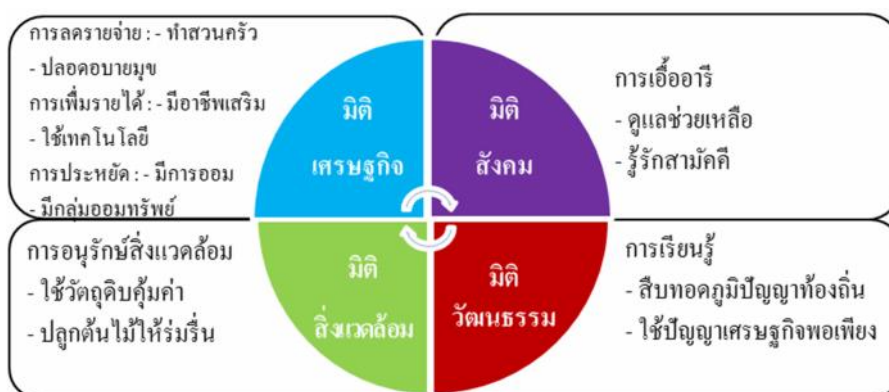 การลดรายจ่าย : - ทำสวนครัว
- ปลอดอบายมุข
การเพิ่มรายได้ : - มีอาชีพเสริม
- ใช้เทคโนโลยี
การประหยัด : - มีการออม
- มีกลุ่มออมทรัพย์
มิติ
เศรษฐกิจ
มิติ
สังคม
การเอื้ออารี
- ดูแลช่วยเหลือ
- รู้รักสามัคคี
การอนุรักษ์สิ่งแวดล้อม
- ใช้วัตถุดิบคุ้มค่า
- ปลูกต้นไม้ให้ร่มรื่น
มิติ
สิ่งแวดล้อม
มิติ
วัฒนธรรม
การเรียนรู้
- สืบทอดภูมิปัญญาท้องถิ่น
- ใช้ปัญญาเศรษฐกิจพอเพียง